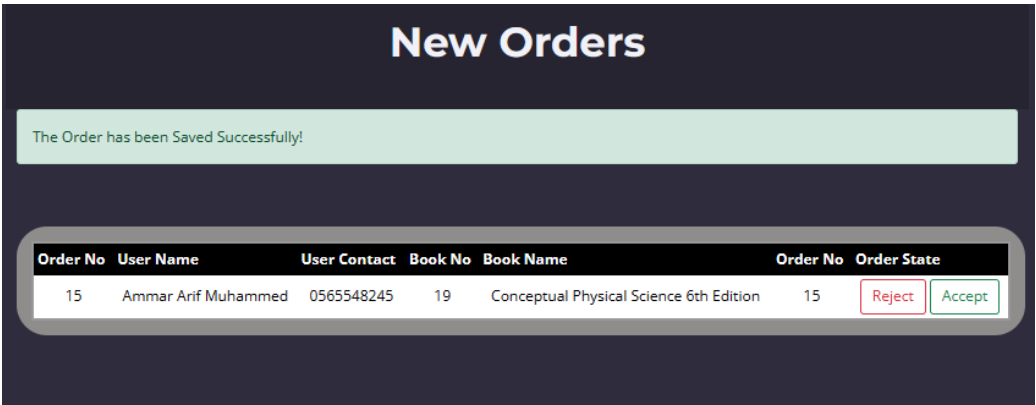 New Orders
The Order has been Saved Successfully!
Order No User Name User Contact Book No Book Name Order No Order State
15 Ammar Arif Muhammed 0565548245 19 Conceptual Physical Science 6th Edition 15 Reject Accept